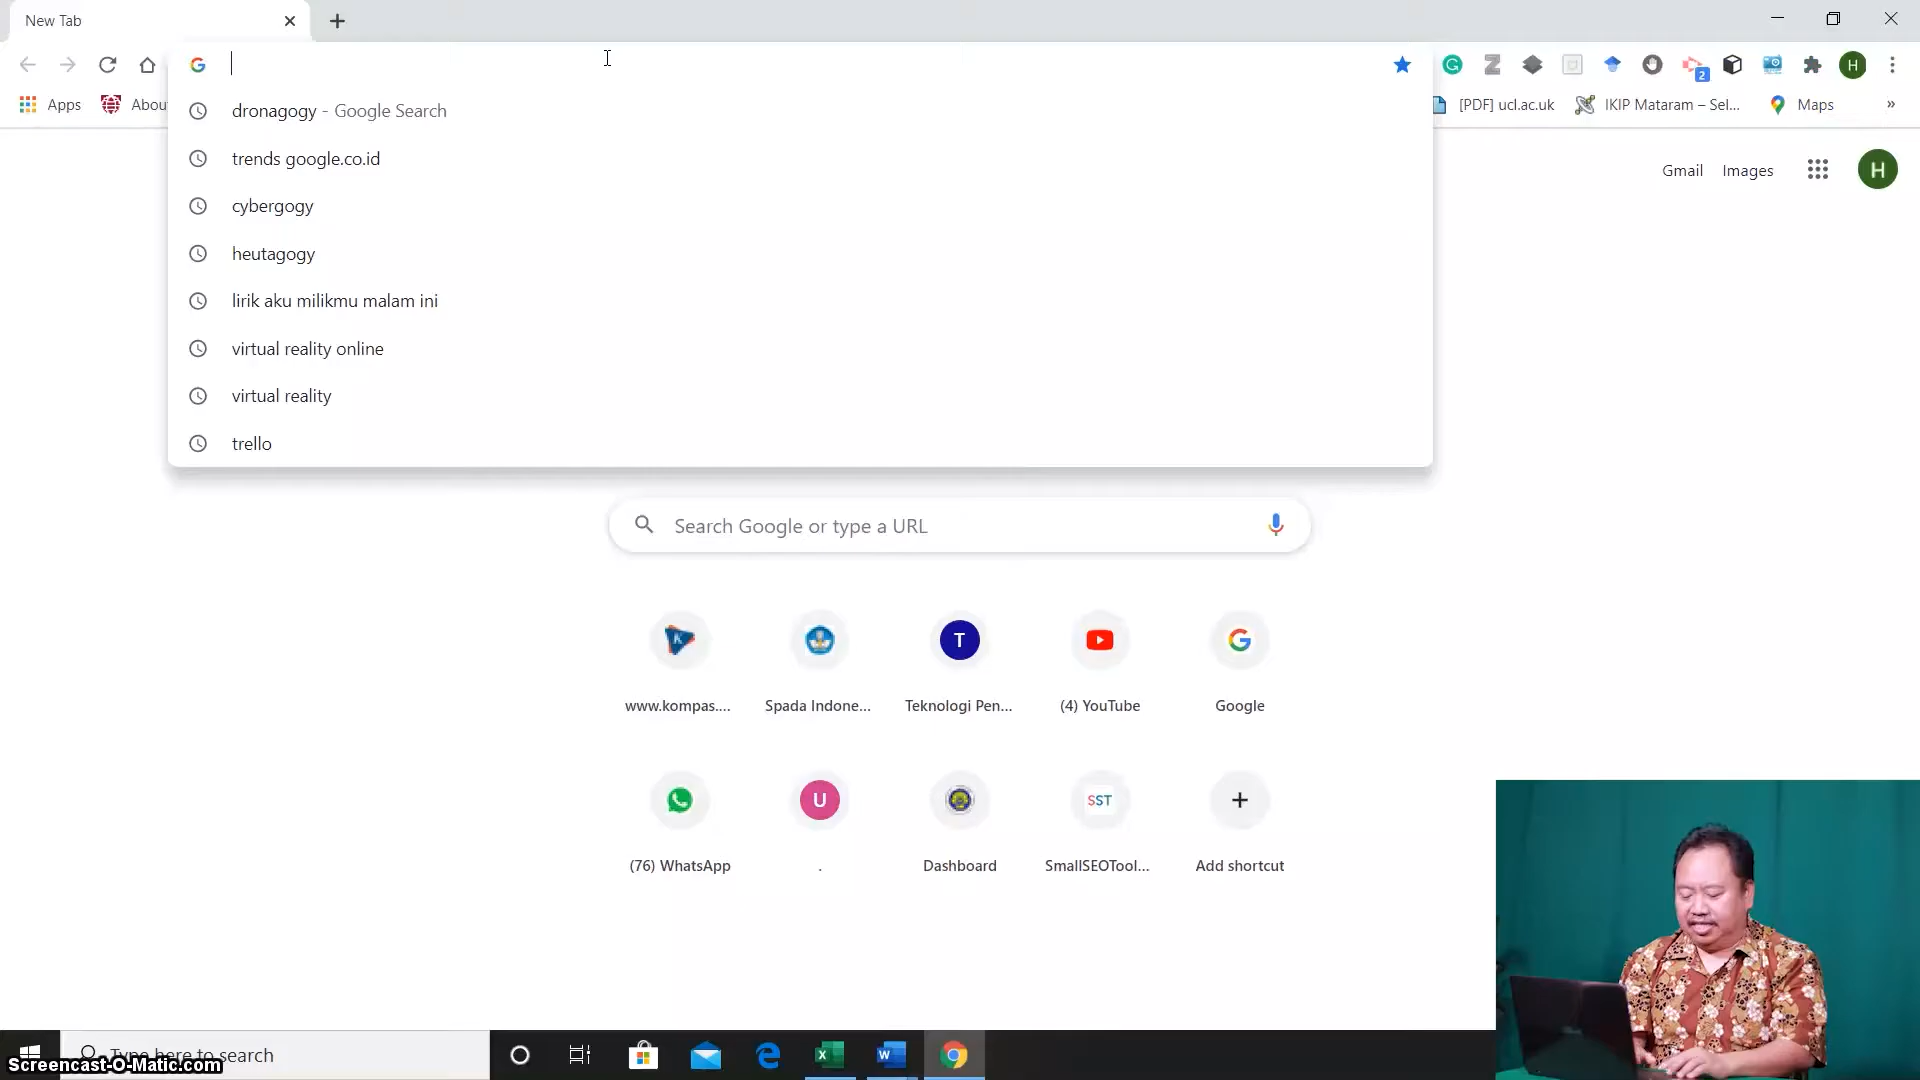 New Tab
dronagogy - Google Search
trends google.co.id
cybergogy
heutagogy
lirik aku milikmu malam ini
virtual reality online
virtual reality
trello
2
H
Apps
Abou
[PDF] ucl.ac.uk
IKIP Mataram – Sel...
Maps
»
Gmail
Images
H
Search Google or type a URL
www.kompas....
Spada Indone...
T
Teknologi Pen...
(4) YouTube
Google
(76) WhatsApp
U
.
Dashboard
SST
SmallSEOTool...
Add shortcut
Type here to search
Screencast-O-Matic.com